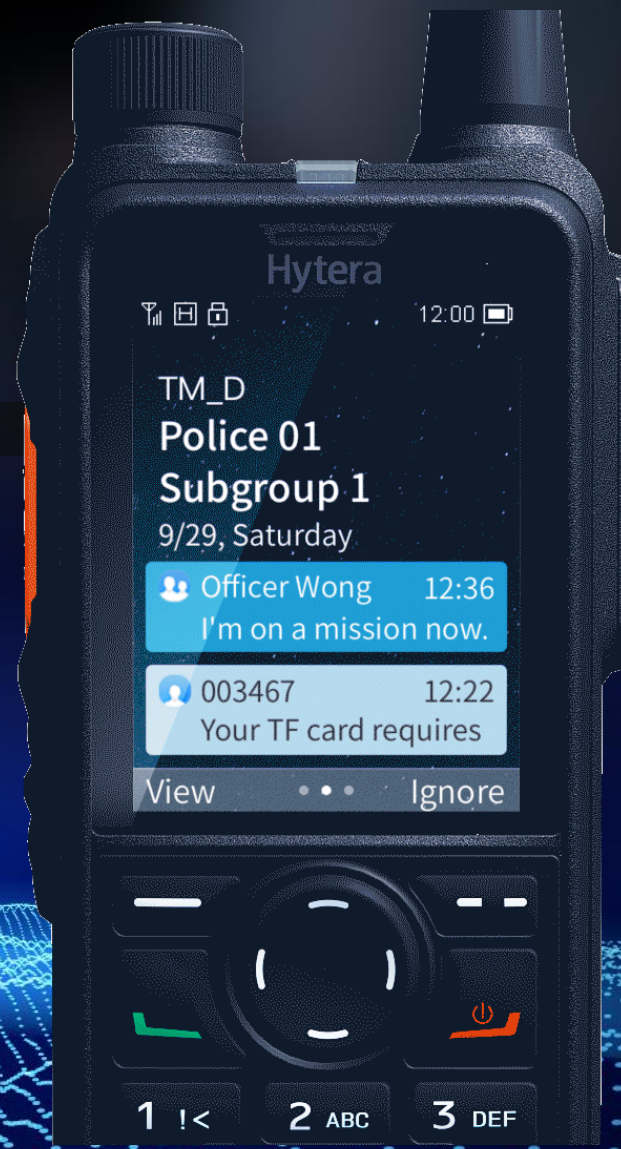 Hytera
12:00
TM_D
Police 01
Subgroup 1
9/29, Saturday
Officer Wong 12:36
I'm on a mission now.
003467 12:22
Your TF card requires
View Ignore
1 !< 2 ABC 3 DEF